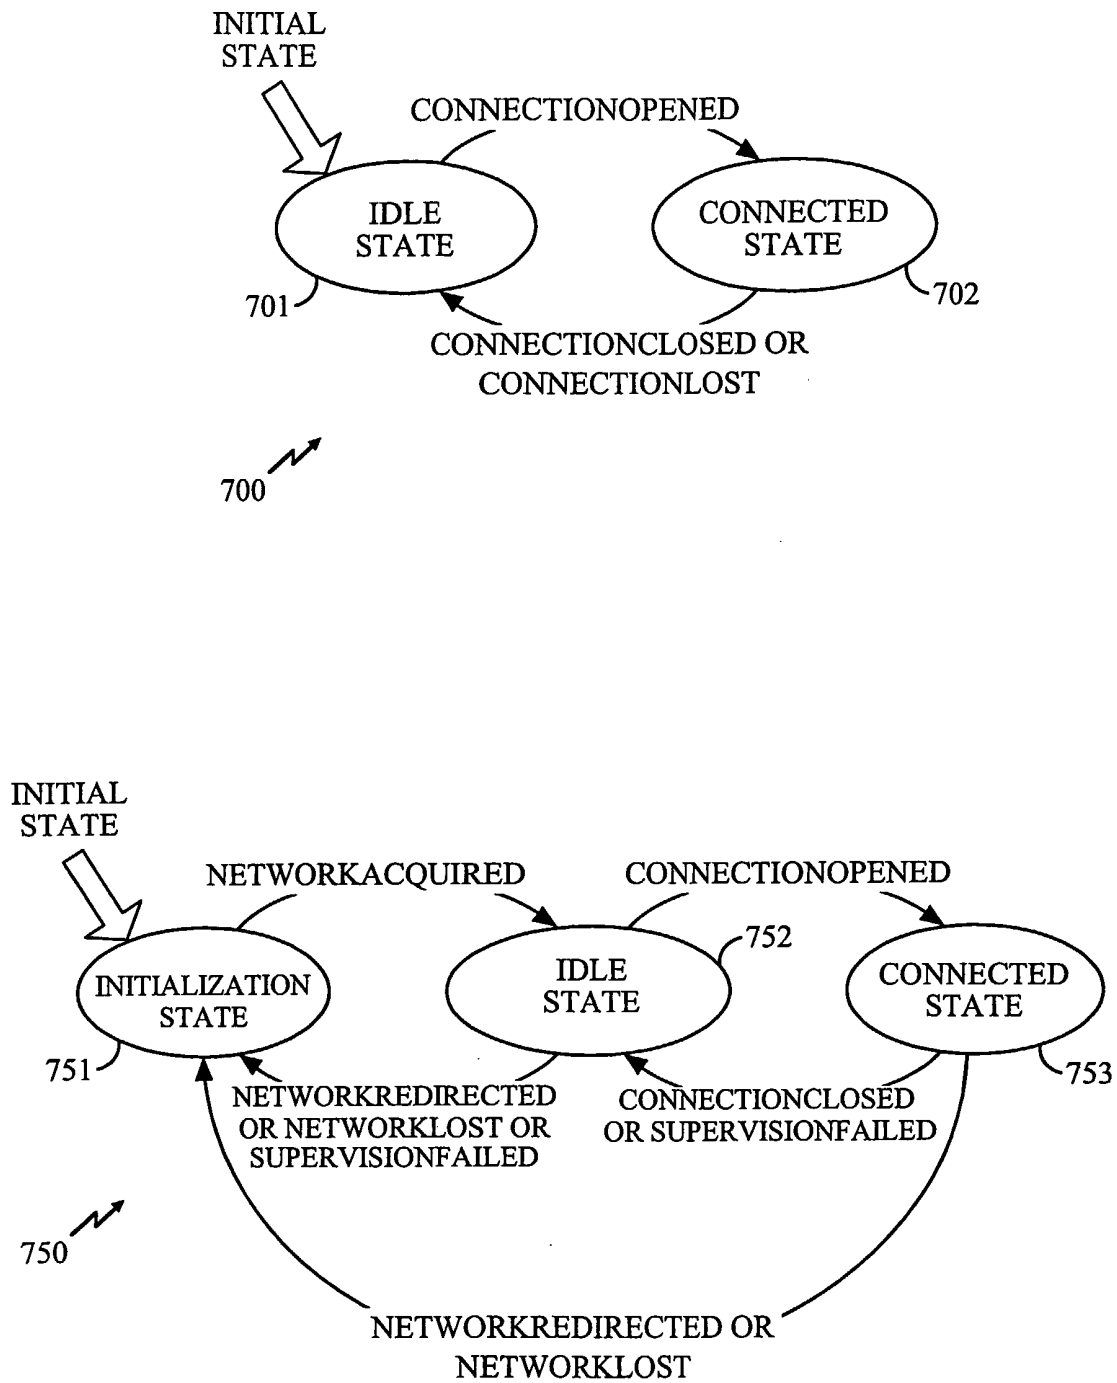 INITIAL
STATE
CONNECTIONOPENED
IDLE
STATE
CONNECTED
STATE
701
702
CONNECTIONCLOSED OR
CONNECTIONLOST
700
INITIAL
STATE
NETWORKACQUIRED
CONNECTIONOPENED
752
INITIALIZATION
STATE
IDLE
STATE
CONNECTED
STATE
751
753
NETWORKREDIRECTED
OR NETWORKLOST OR
SUPERVISIONFAILED
CONNECTIONCLOSED
OR SUPERVISIONFAILED
750
NETWORKREDIRECTED OR
NETWORKLOST